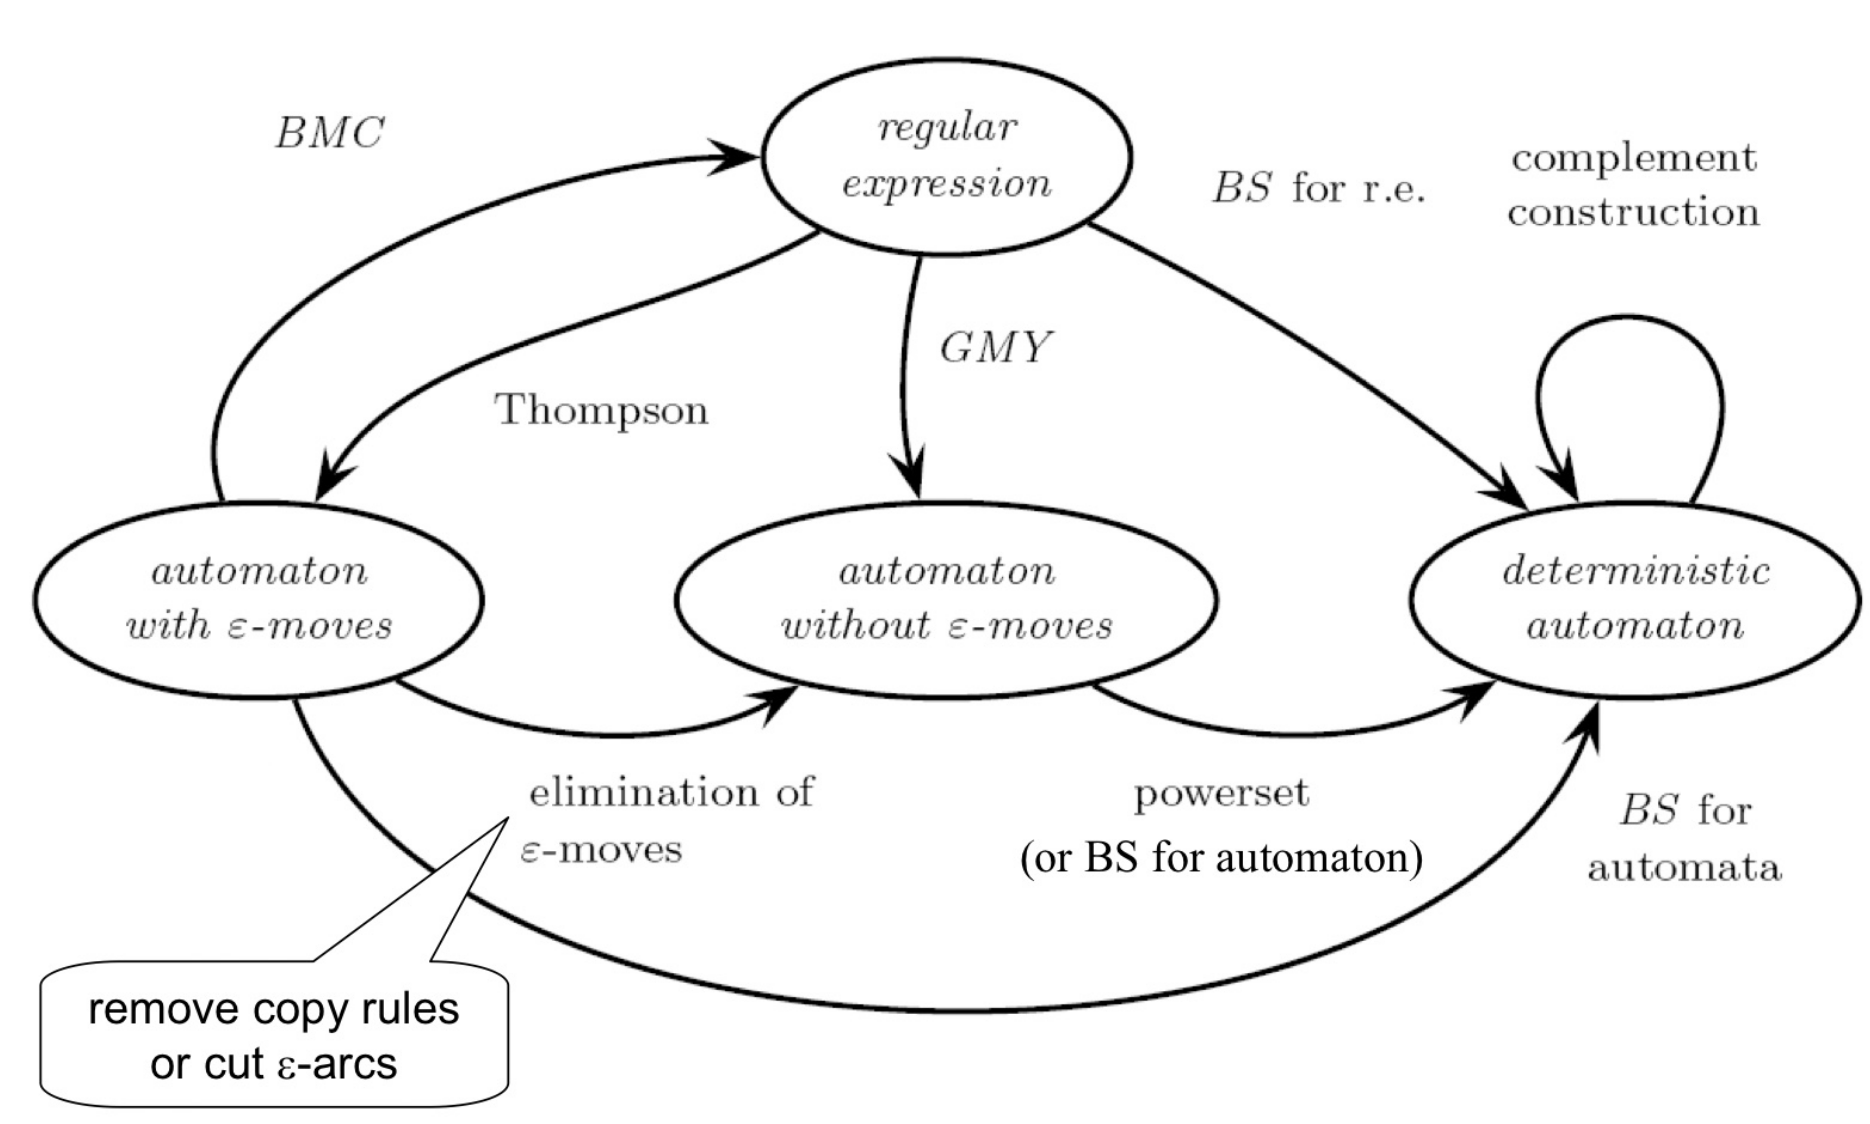 BMC
regular
expression
BS for r.e.
complement
construction
GMY
Thompson
automaton
with ε-moves
automaton
without ε-moves
deterministic
automaton
elimination of
ε-moves
powerset
(or BS for automaton)
BS for
automata
remove copy rules
or cut ε-arcs